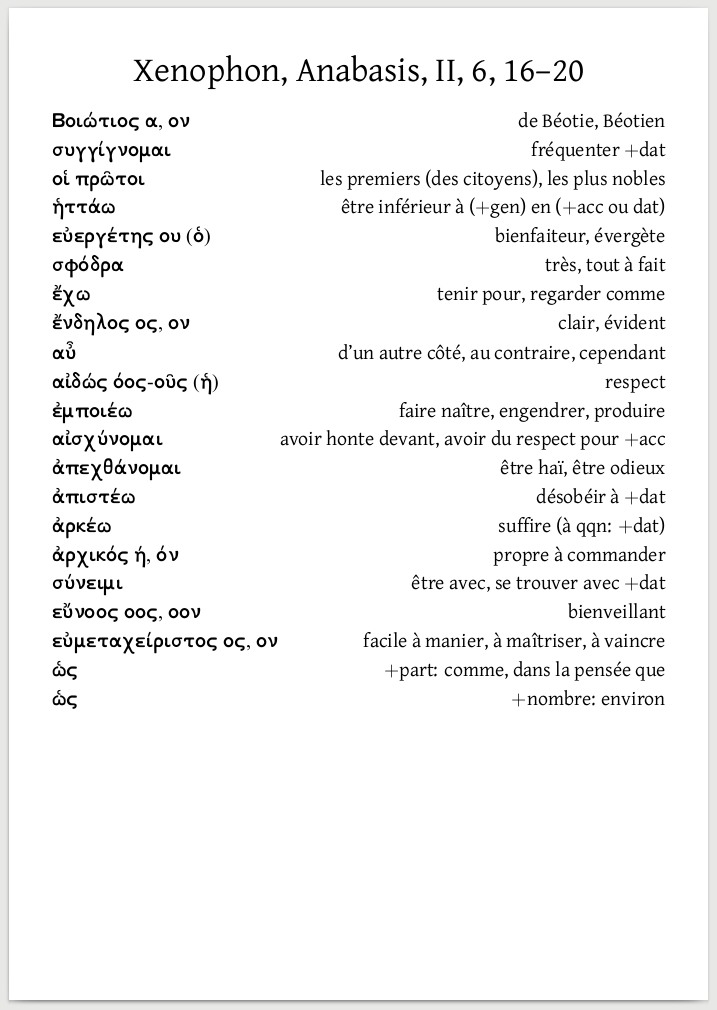 Xenophon, Anabasis, II, 6, 16–20
Βοιώτιος α, ον de Béotie, Béotien
συγγίγνομαι fréquenter +dat
οἱ πρῶτοι les premiers (des citoyens), les plus nobles
ἡττάω être inférieur à (+gen) en (+acc ou dat)
εὐεργέτης ου (ὁ) bienfaiteur, évergète
σφόδρα très, tout à fait
ἔχω tenir pour, regarder comme
ἔνδηλος ος, ον clair, évident
αὖ d’un autre côté, au contraire, cependant
αἰδώς όος-οῦς (ἡ) respect
ἐμποιέω faire naître, engendrer, produire
αἰσχύνομαι avoir honte devant, avoir du respect pour +acc
ἀπεχθάνομαι être haï, être odieux
ἀπιστέω désobéir à +dat
ἀρκέω suffire (à qqn: +dat)
ἀρχικός ή, όν propre à commander
σύνειμι être avec, se trouver avec +dat
εὔνοος οος, οον bienveillant
εὐμεταχείριστος ος, ον facile à manier, à maîtriser, à vaincre
ὡς +part: comme, dans la pensée que
ὡς +nombre: environ